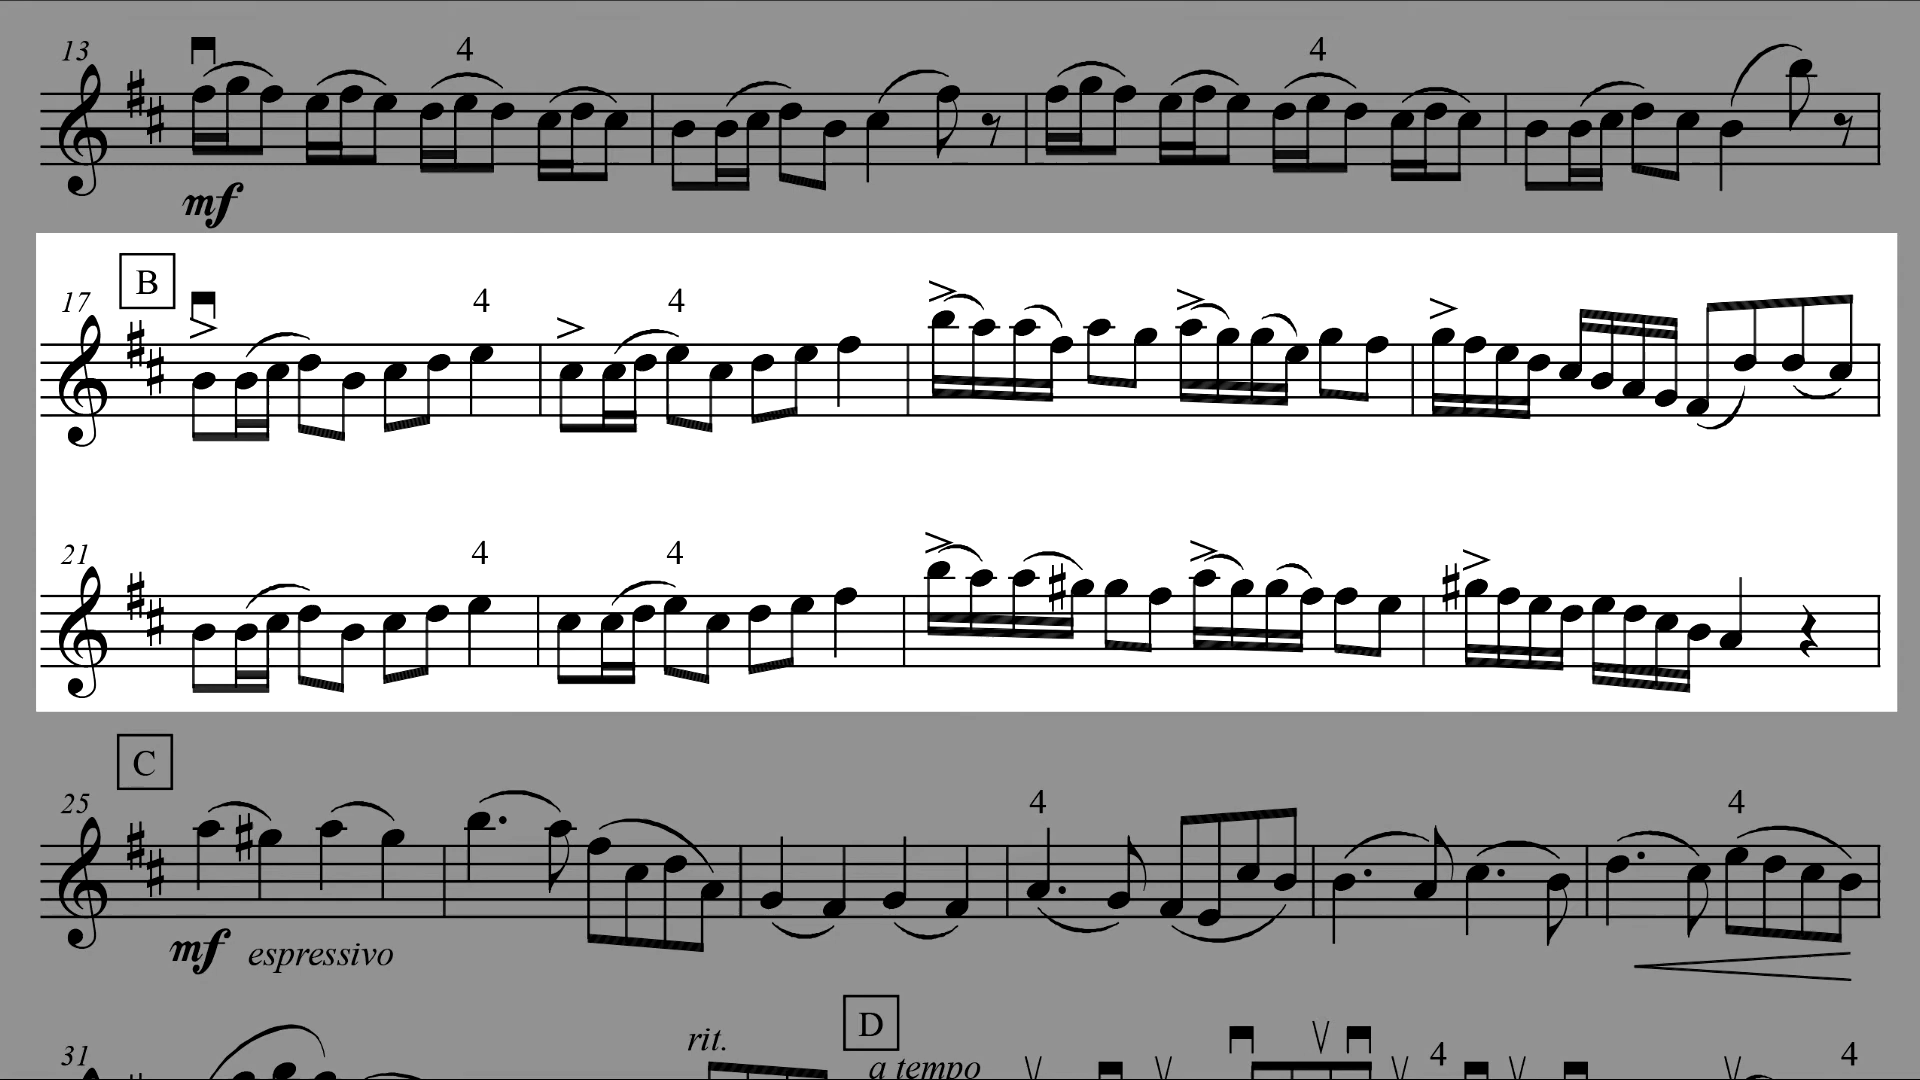 13 4 4
mf
B
17 4 4
21 4 4
C
25 4 4
mf espressivo
D
rit.
31 a tempo 4 4